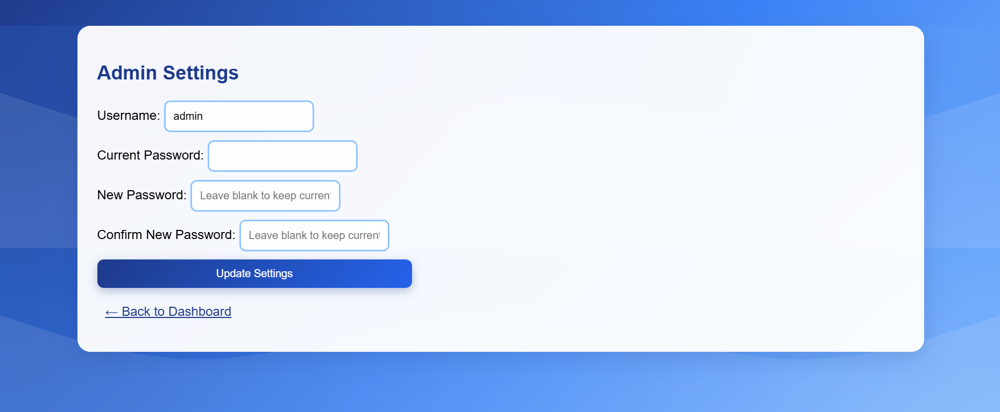 Admin Settings
Username: admin
Current Password:
New Password: Leave blank to keep current
Confirm New Password: Leave blank to keep current
Update Settings
← Back to Dashboard